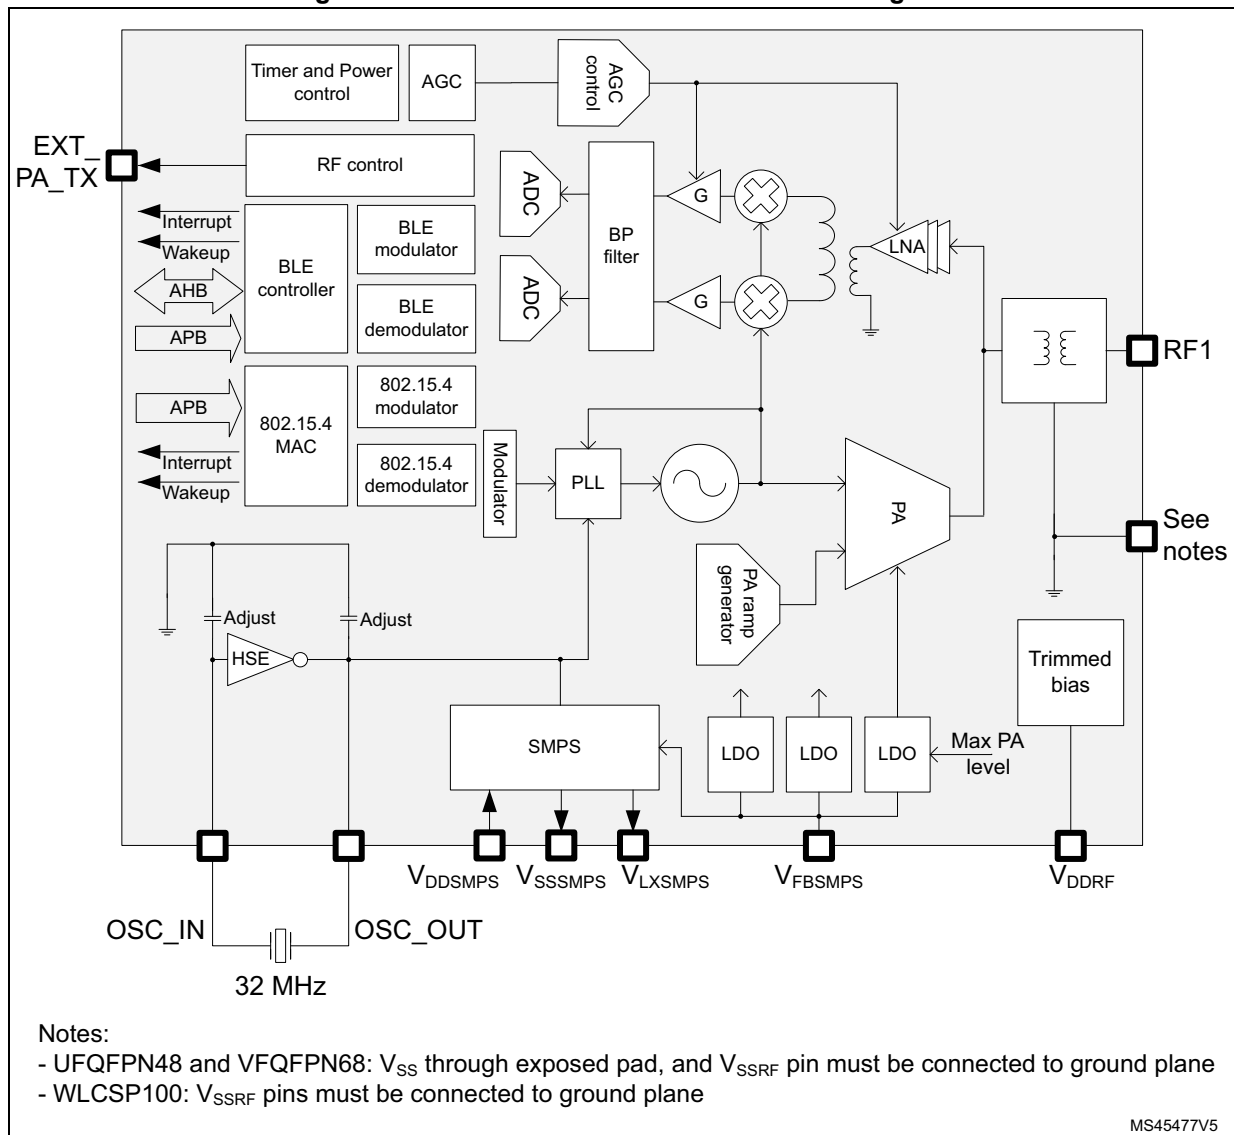 Timer and Power
control
AGC
AGC
control
EXT_
PA_TX
RF control
ADC
ADC
BP
filter
G
G
LNA
Interrupt
Wakeup
AHB
APB
BLE
controller
BLE
modulator
BLE
demodulator
RF1
APB
Interrupt
Wakeup
802.15.4
MAC
802.15.4
modulator
802.15.4
demodulator
Modulator
PLL
PA
See
notes
PA ramp
generator
Adjust
Adjust
HSE
Trimmed
bias
SMPS
LDO
LDO
LDO
Max PA
level
VDDSMPS
VSSSMPS
VLXSMPS
VFBSMPS
VDDRF
OSC_IN
OSC_OUT
32 MHz
Notes:
- UFQFPN48 and VFQFPN68: VSS through exposed pad, and VSSRF pin must be connected to ground plane
- WLCSP100: VSSRF pins must be connected to ground plane
MS45477V5